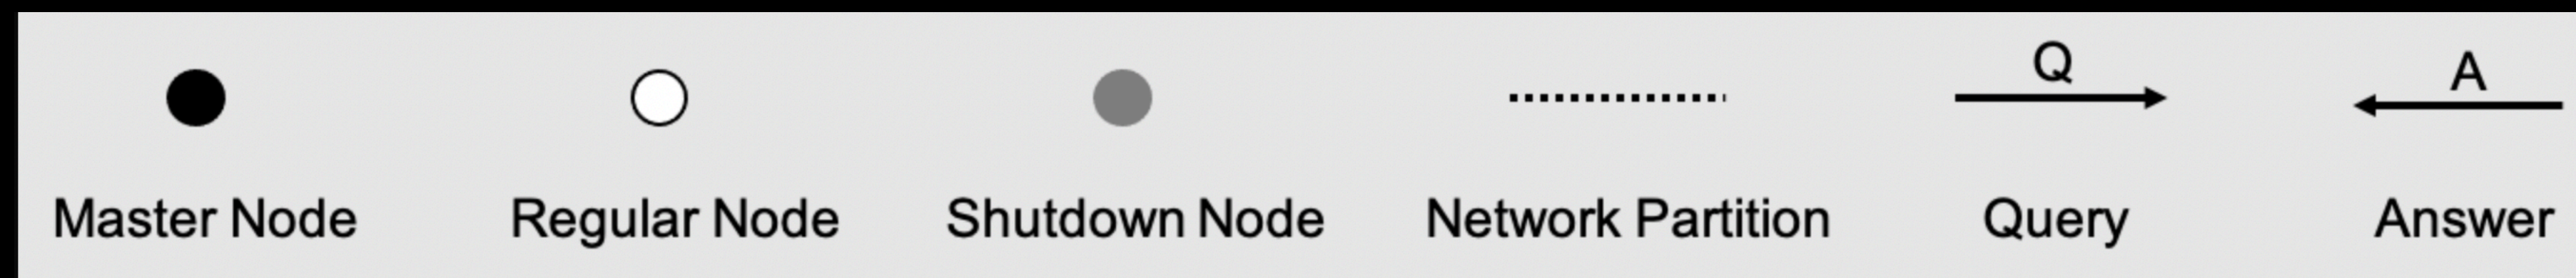 Q
A
Master Node
Regular Node
Shutdown Node
Network Partition
Query
Answer